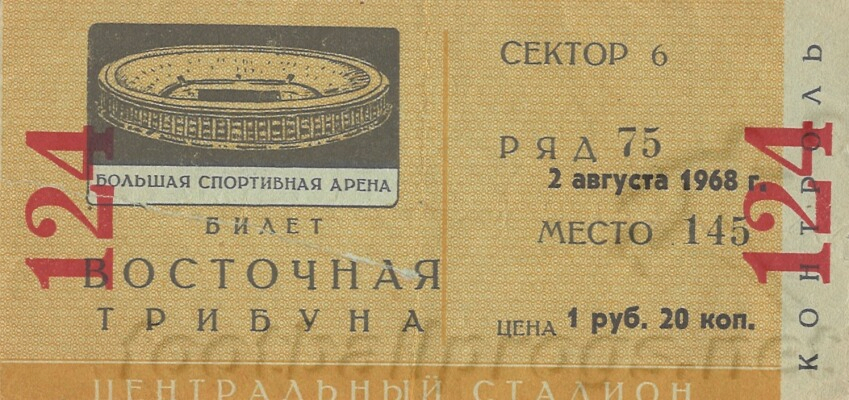 124
БОЛЬШАЯ СПОРТИВНАЯ АРЕНА
БИЛЕТ
ВОСТОЧНАЯ
ТРИБУНА
ЦЕНТРАЛЬНЫЙ СТАДИОН
СЕКТОР 6
РЯД 75
2 августа 1968 г.
МЕСТО 145
ЦЕНА 1 руб. 20 коп.
124
КОНТРОЛЬ